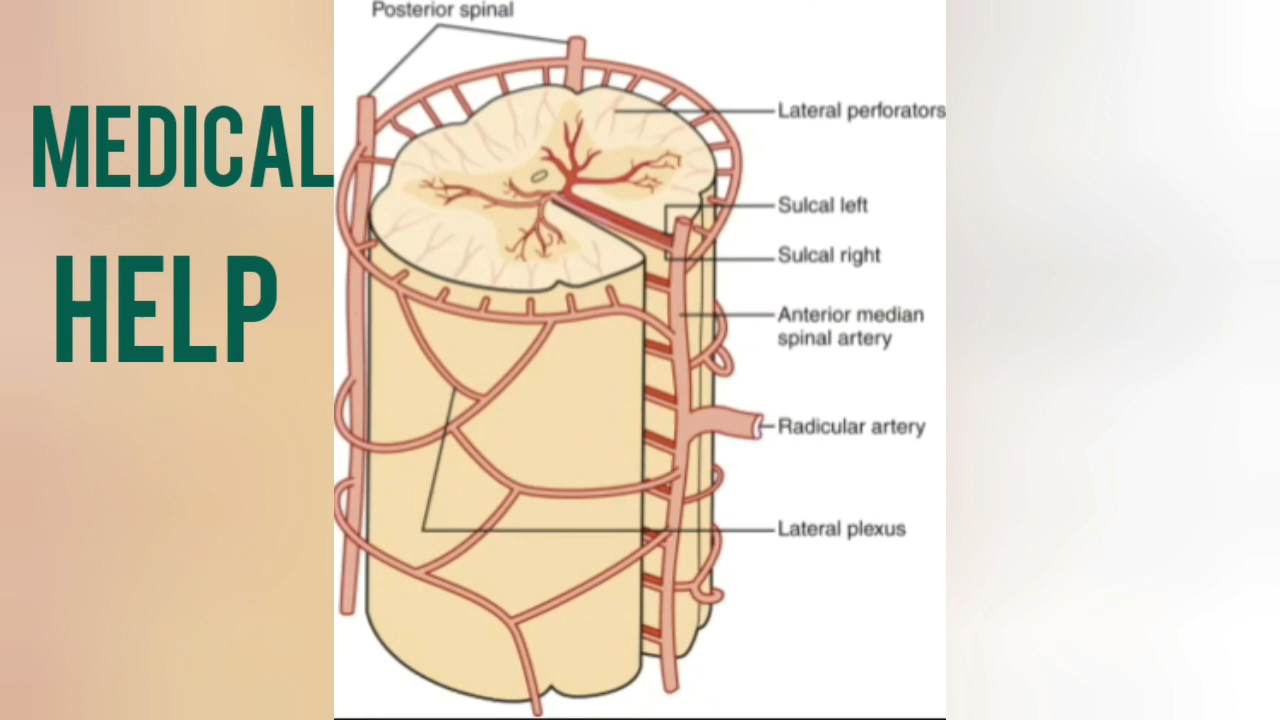 MEDICAL
HELP
Posterior spinal
Lateral perforators
Sulcal left
Sulcal right
Anterior median
spinal artery
Radicular artery
Lateral plexus